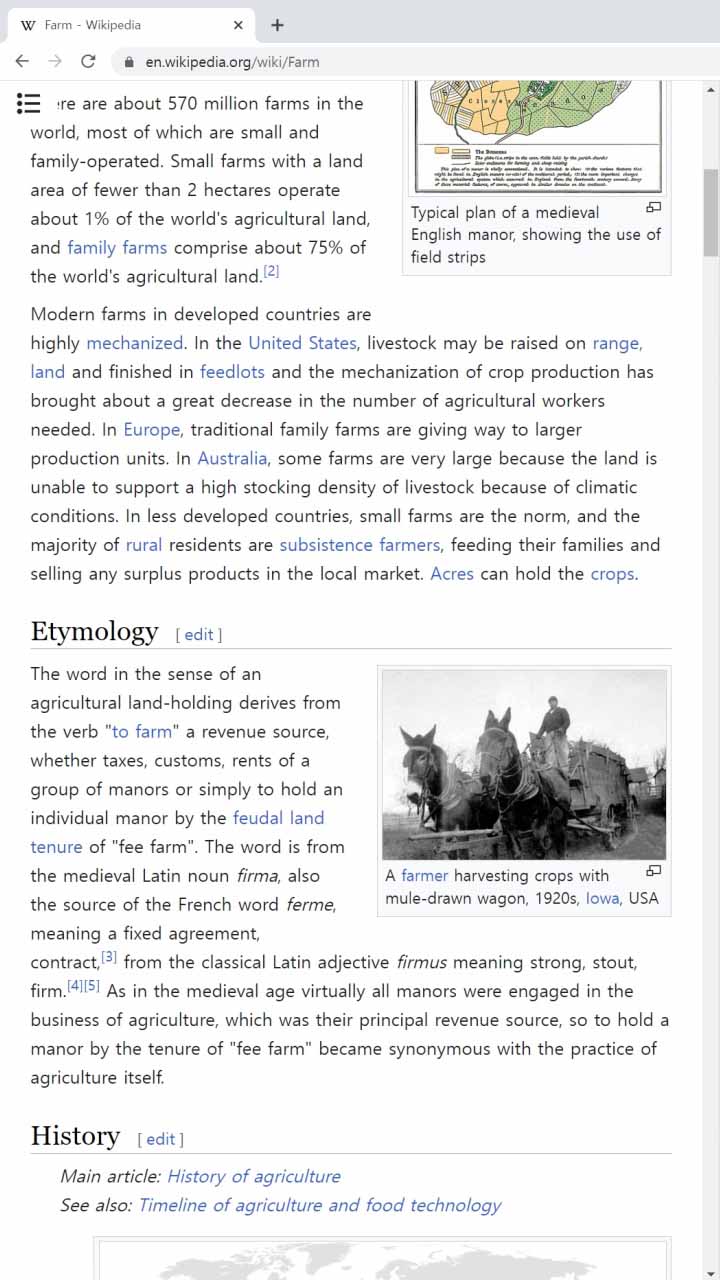 Farm - Wikipedia
en.wikipedia.org/wiki/Farm
ere are about 570 million farms in the
world, most of which are small and
family-operated. Small farms with a land
area of fewer than 2 hectares operate
about 1% of the world's agricultural land,
and family farms comprise about 75% of
the world's agricultural land.[2]
The Demesne
Typical plan of a medieval
English manor, showing the use of
field strips
Modern farms in developed countries are
highly mechanized. In the United States, livestock may be raised on range,
land and finished in feedlots and the mechanization of crop production has
brought about a great decrease in the number of agricultural workers
needed. In Europe, traditional family farms are giving way to larger
production units. In Australia, some farms are very large because the land is
unable to support a high stocking density of livestock because of climatic
conditions. In less developed countries, small farms are the norm, and the
majority of rural residents are subsistence farmers, feeding their families and
selling any surplus products in the local market. Acres can hold the crops.
Etymology [ edit ]
The word in the sense of an
agricultural land-holding derives from
the verb "to farm" a revenue source,
whether taxes, customs, rents of a
group of manors or simply to hold an
individual manor by the feudal land
tenure of "fee farm". The word is from
the medieval Latin noun firma, also
the source of the French word ferme,
meaning a fixed agreement,
contract,[3] from the classical Latin adjective firmus meaning strong, stout,
firm.[4][5] As in the medieval age virtually all manors were engaged in the
business of agriculture, which was their principal revenue source, so to hold a
manor by the tenure of "fee farm" became synonymous with the practice of
agriculture itself.
A farmer harvesting crops with
mule-drawn wagon, 1920s, Iowa, USA
History [ edit ]
Main article: History of agriculture
See also: Timeline of agriculture and food technology